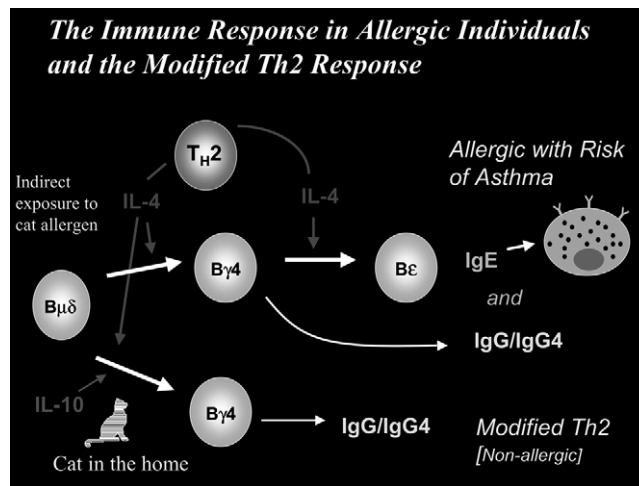 The Immune Response in Allergic Individuals
and the Modified Th2 Response
TH2
Allergic with Risk
of Asthma
Indirect
exposure to
cat allergen
IL-4
IL-4
Bγ4
Bε
IgE
Bμδ
and
IgG/IgG4
IL-10
Bγ4
IgG/IgG4
Modified Th2
[Non-allergic]
Cat in the home